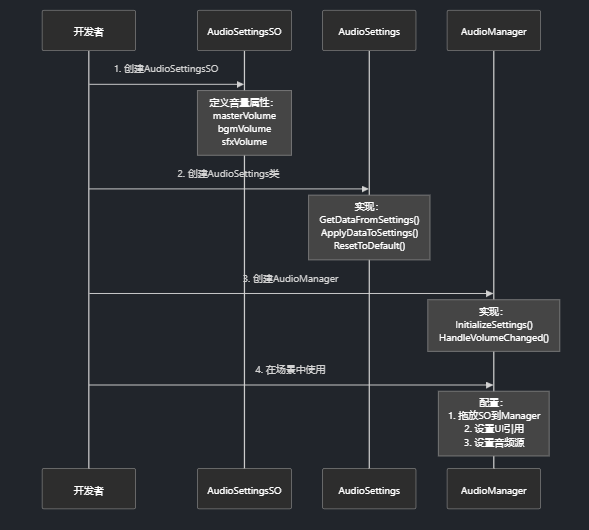 开发者
AudioSettingsSO
AudioSettings
AudioManager
1. 创建AudioSettingsSO
定义音量属性:
masterVolume
bgmVolume
sfxVolume
2. 创建AudioSettings类
实现:
GetDataFromSettings()
ApplyDataToSettings()
ResetToDefault()
3. 创建AudioManager
实现:
InitializeSettings()
HandleVolumeChanged()
4. 在场景中使用
配置:
1. 拖放SO到Manager
2. 设置UI引用
3. 设置音频源
开发者
AudioSettingsSO
AudioSettings
AudioManager